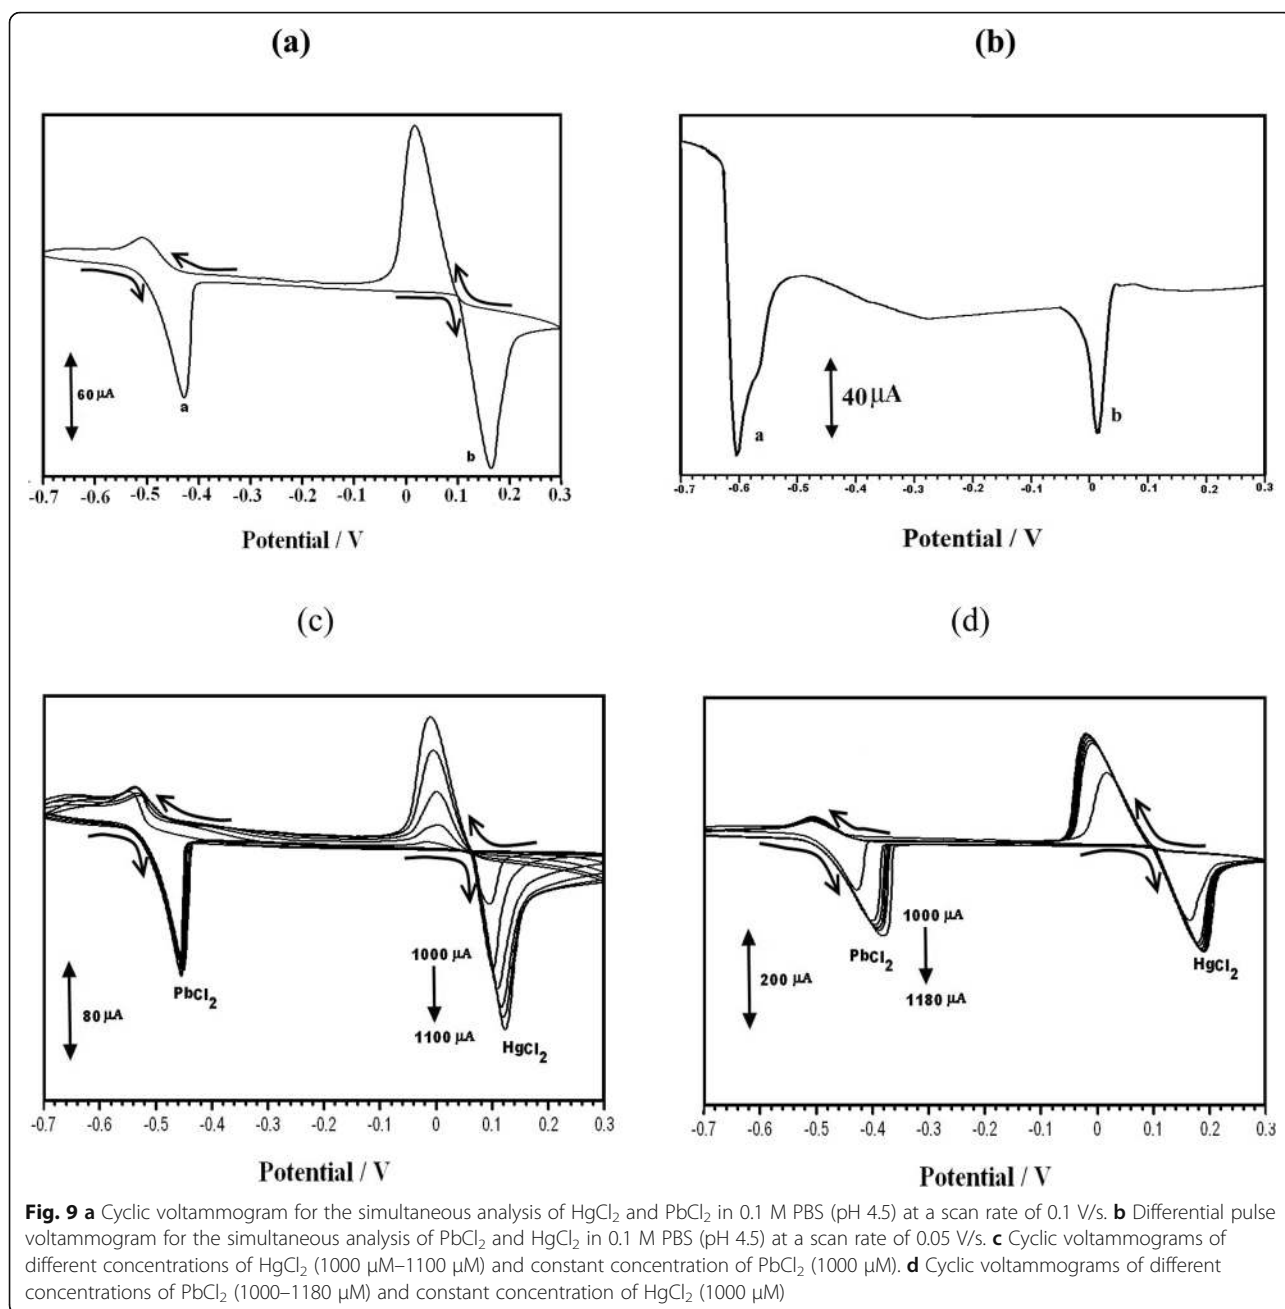 (a)
60 µA
a
b
-0.7 -0.6 -0.5 -0.4 -0.3 -0.2 -0.1 0 0.1 0.2 0.3
Potential / V
(b)
a
40 µA
b
-0.7 -0.6 -0.5 -0.4 -0.3 -0.2 -0.1 0 0.1 0.2 0.3
Potential / V
(c)
80 µA
PbCl2
1000 µA
1100 µA
HgCl2
-0.7 -0.6 -0.5 -0.4 -0.3 -0.2 -0.1 0 0.1 0.2 0.3
Potential / V
(d)
200 µA
PbCl2
1000 µA
1180 µA
HgCl2
-0.7 -0.6 -0.5 -0.4 -0.3 -0.2 -0.1 0 0.1 0.2 0.3
Potential / V
Fig. 9 a Cyclic voltammogram for the simultaneous analysis of HgCl2 and PbCl2 in 0.1 M PBS (pH 4.5) at a scan rate of 0.1 V/s. b Differential pulse
voltammogram for the simultaneous analysis of PbCl2 and HgCl2 in 0.1 M PBS (pH 4.5) at a scan rate of 0.05 V/s. c Cyclic voltammograms of
different concentrations of HgCl2 (1000 µM–1100 µM) and constant concentration of PbCl2 (1000 µM). d Cyclic voltammograms of different
concentrations of PbCl2 (1000–1180 µM) and constant concentration of HgCl2 (1000 µM)